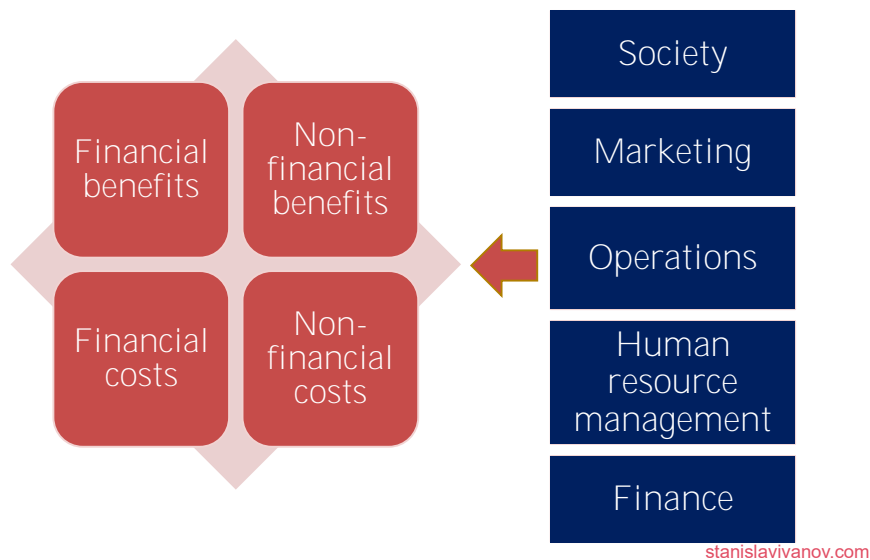 Financial
benefits
Non-
financial
benefits
Financial
costs
Non-
financial
costs
Society
Marketing
Operations
Human
resource
management
Finance
stanislavivanov.com